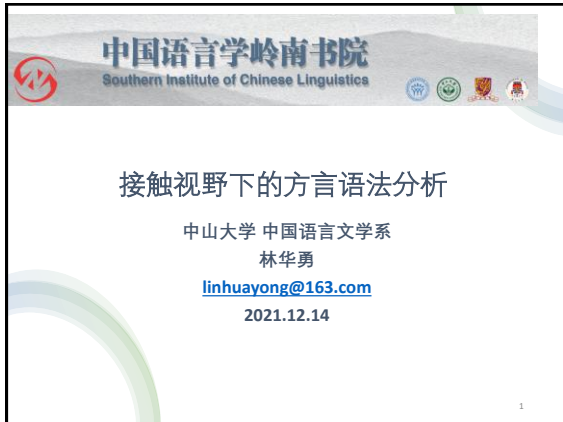 中国语言学岭南书院
Southern Institute of Chinese Linguistics
接触视野下的方言语法分析
中山大学 中国语言文学系
林华勇
linhuayong@163.com
2021.12.14
1